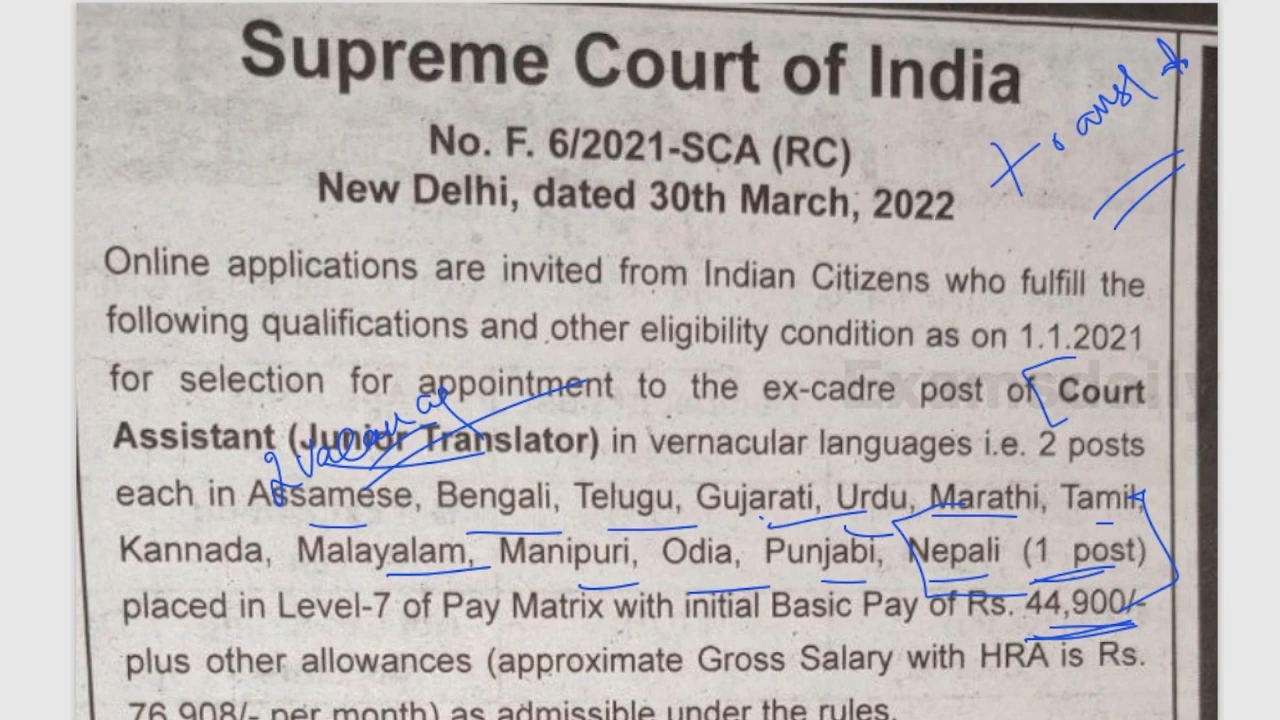 Supreme Court of India
No. F. 6/2021-SCA (RC)
New Delhi, dated 30th March, 2022
Online applications are invited from Indian Citizens who fulfill the
following qualifications and other eligibility condition as on 1.1.2021
for selection for appointment to the ex-cadre post of Court
Assistant (Junior Translator) in vernacular languages i.e. 2 posts
each in Assamese, Bengali, Telugu, Gujarati, Urdu, Marathi, Tamil,
Kannada, Malayalam, Manipuri, Odia, Punjabi, Nepali (1 post)
placed in Level-7 of Pay Matrix with initial Basic Pay of Rs. 44,900/-
plus other allowances (approximate Gross Salary with HRA is Rs.
76,908/- per month) as admissible under the rules.
Examsdaily